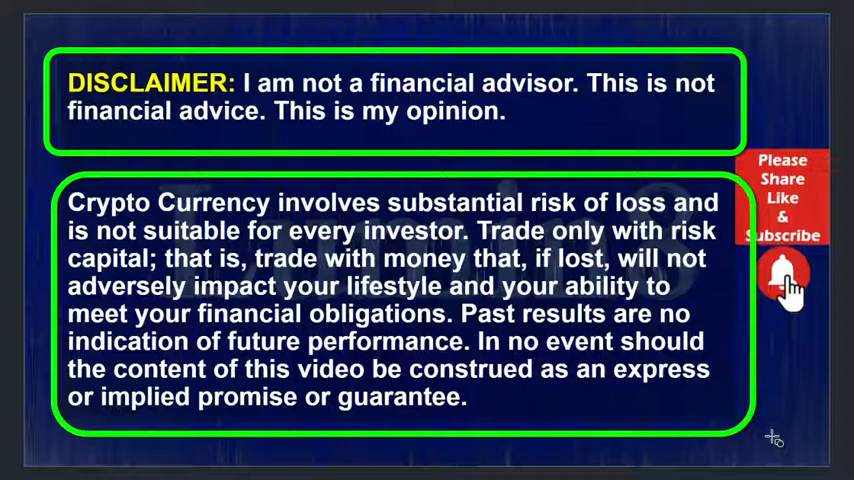 DISCLAIMER: I am not a financial advisor. This is not
financial advice. This is my opinion.
Crypto Currency involves substantial risk of loss and
is not suitable for every investor. Trade only with risk
capital; that is, trade with money that, if lost, will not
adversely impact your lifestyle and your ability to
meet your financial obligations. Past results are no
indication of future performance. In no event should
the content of this video be construed as an express
or implied promise or guarantee.
Please
Share
Like
&
Subscribe